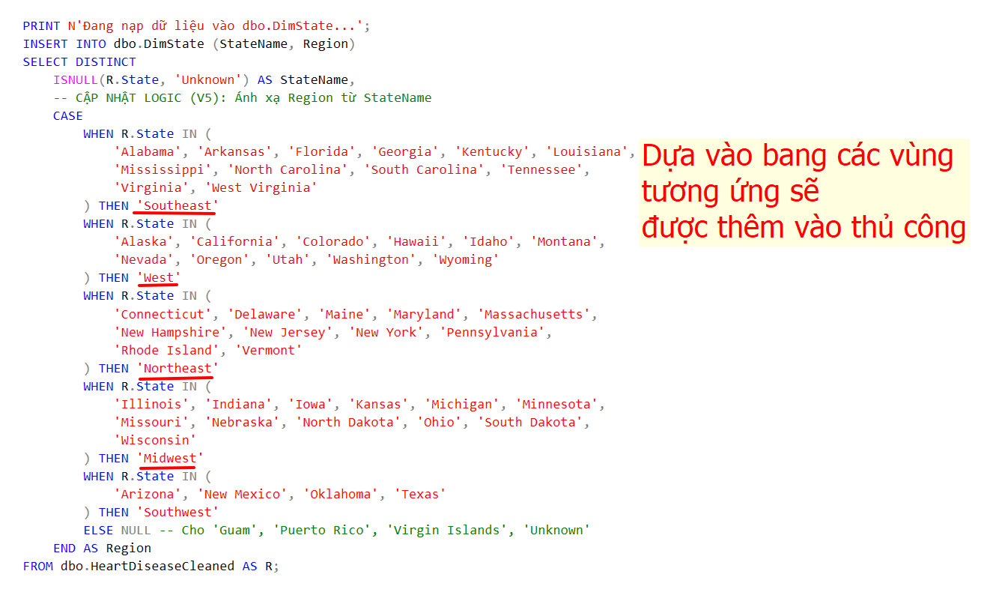 PRINT N'Đang nạp dữ liệu vào dbo.DimState...';
INSERT INTO dbo.DimState (StateName, Region)
SELECT DISTINCT
    ISNULL(R.State, 'Unknown') AS StateName,
    -- CẬP NHẬT LOGIC (V5): Ánh xạ Region từ StateName
    CASE
        WHEN R.State IN (
            'Alabama', 'Arkansas', 'Florida', 'Georgia', 'Kentucky', 'Louisiana',
            'Mississippi', 'North Carolina', 'South Carolina', 'Tennessee',
            'Virginia', 'West Virginia'
        ) THEN 'Southeast'
        WHEN R.State IN (
            'Alaska', 'California', 'Colorado', 'Hawaii', 'Idaho', 'Montana',
            'Nevada', 'Oregon', 'Utah', 'Washington', 'Wyoming'
        ) THEN 'West'
        WHEN R.State IN (
            'Connecticut', 'Delaware', 'Maine', 'Maryland', 'Massachusetts',
            'New Hampshire', 'New Jersey', 'New York', 'Pennsylvania',
            'Rhode Island', 'Vermont'
        ) THEN 'Northeast'
        WHEN R.State IN (
            'Illinois', 'Indiana', 'Iowa', 'Kansas', 'Michigan', 'Minnesota',
            'Missouri', 'Nebraska', 'North Dakota', 'Ohio', 'South Dakota',
            'Wisconsin'
        ) THEN 'Midwest'
        WHEN R.State IN (
            'Arizona', 'New Mexico', 'Oklahoma', 'Texas'
        ) THEN 'Southwest'
        ELSE NULL -- Cho 'Guam', 'Puerto Rico', 'Virgin Islands', 'Unknown'
    END AS Region
FROM dbo.HeartDiseaseCleaned AS R;
Dựa vào bang các vùng
tương ứng sẽ
được thêm vào thủ công